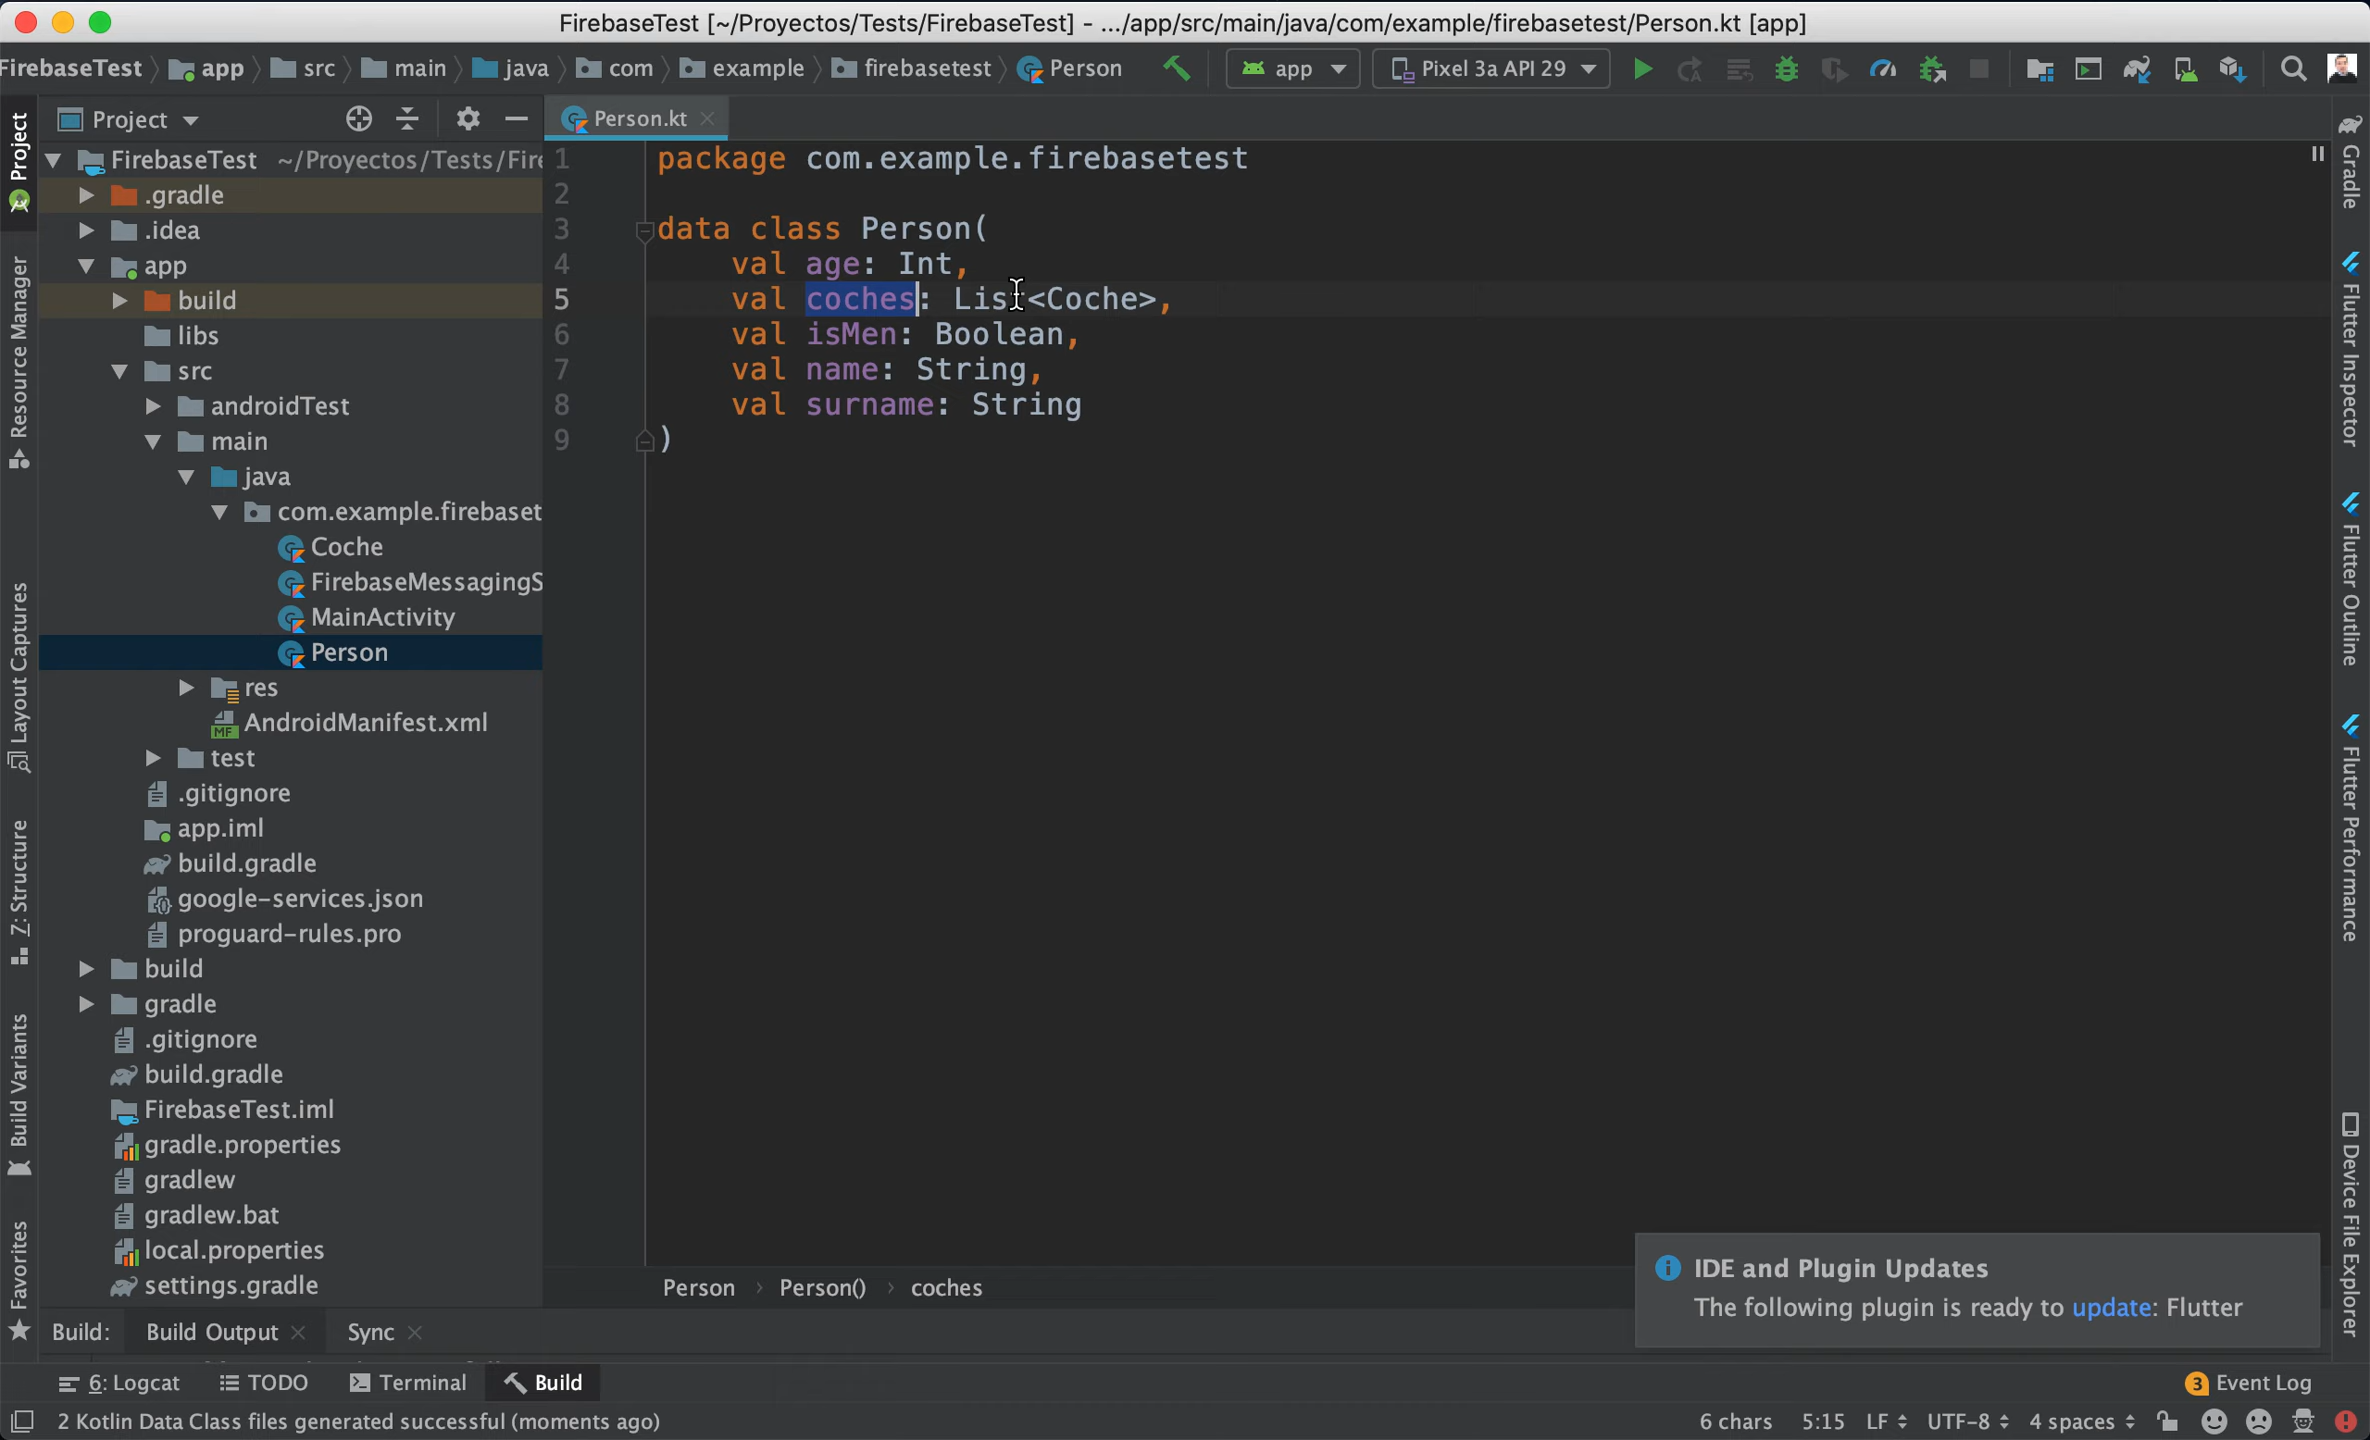 FirebaseTest [~/Proyectos/Tests/FirebaseTest] - .../app/src/main/java/com/example/firebasetest/Person.kt [app]
FirebaseTest app src main java com example firebasetest Person app Pixel 3a API 29
Project
Person.kt
FirebaseTest ~/Proyectos/Tests/Fire
.gradle
.idea
app
build
libs
src
androidTest
main
java
com.example.firebaset
Coche
FirebaseMessagingS
MainActivity
Person
res
AndroidManifest.xml
test
.gitignore
app.iml
build.gradle
google-services.json
proguard-rules.pro
build
gradle
.gitignore
build.gradle
FirebaseTest.iml
gradle.properties
gradlew
gradlew.bat
local.properties
settings.gradle
1 package com.example.firebasetest
2
3 data class Person(
4 val age: Int,
5 val coches: List<Coche>,
6 val isMen: Boolean,
7 val name: String,
8 val surname: String
9 )
Project
Resource Manager
Layout Captures
Z: Structure
Build Variants
Favorites
Gradle
Flutter Inspector
Flutter Outline
Flutter Performance
Device File Explorer
Person Person() coches
IDE and Plugin Updates
The following plugin is ready to update: Flutter
Build: Build Output Sync
6: Logcat TODO Terminal Build
3 Event Log
2 Kotlin Data Class files generated successful (moments ago)
6 chars 5:15 LF UTF-8 4 spaces